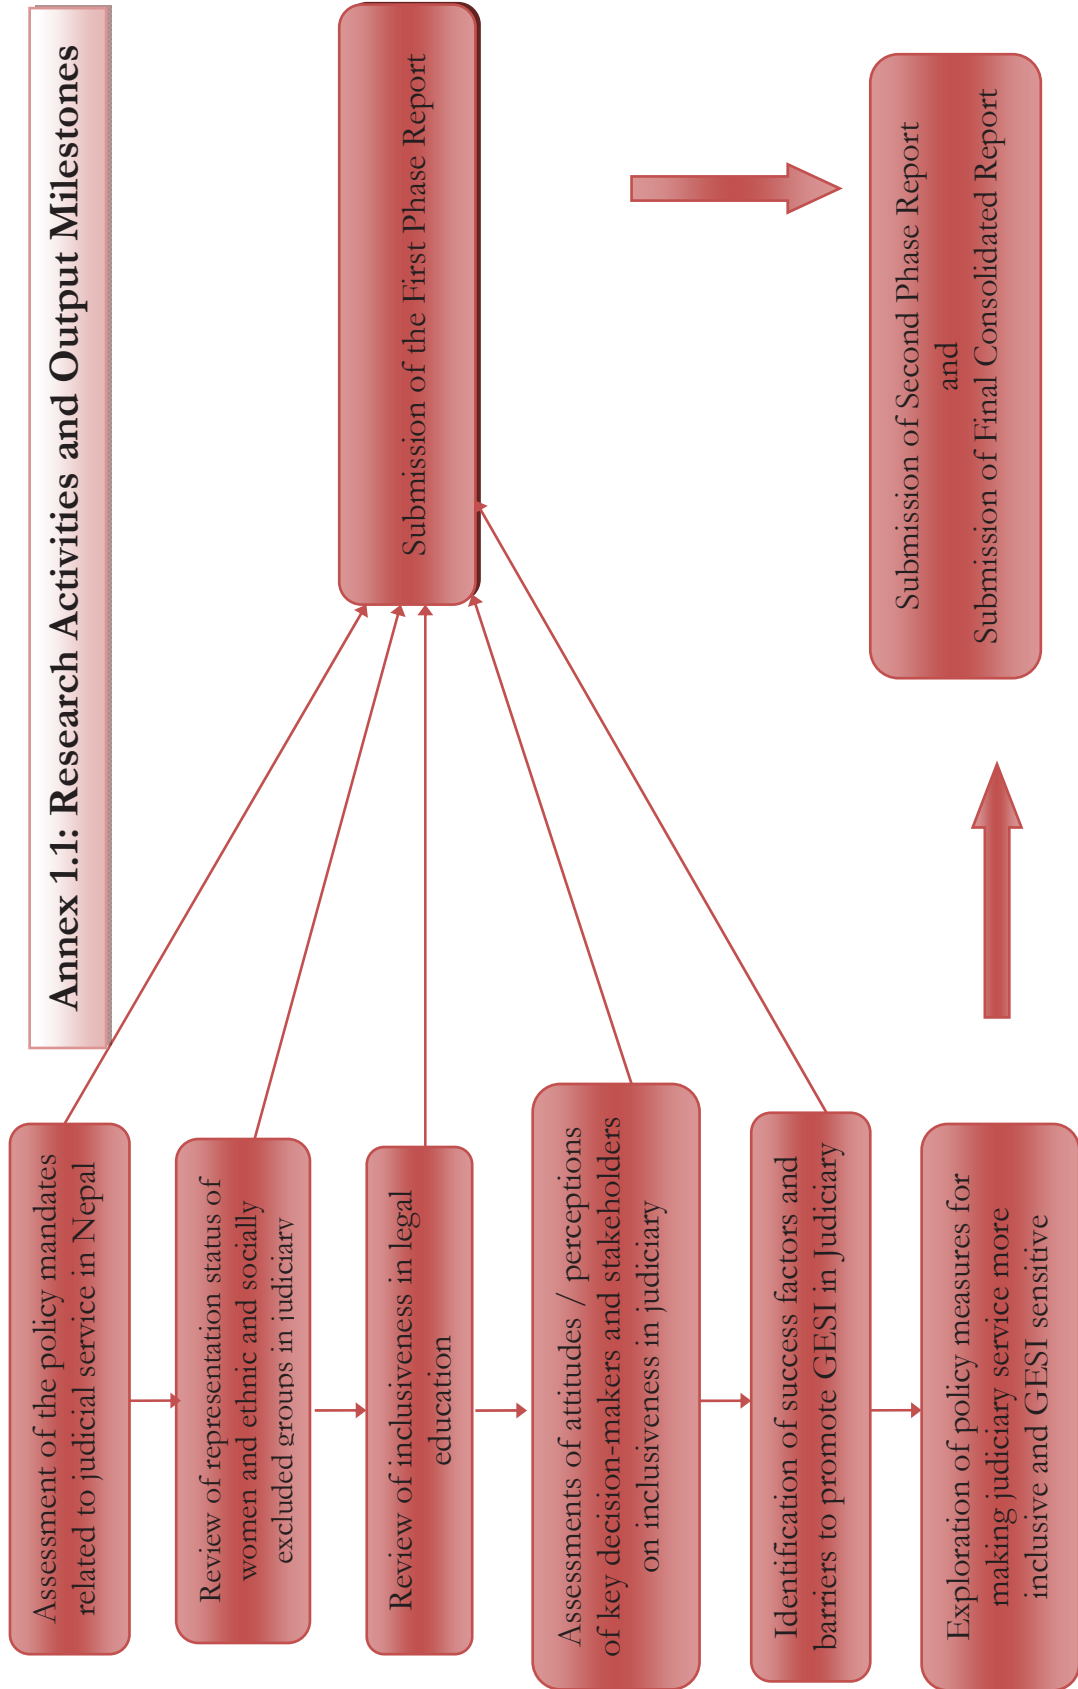 Annex 1.1: Research Activities and Output Milestones
Assessment of the policy mandates
related to judicial service in Nepal
Review of representation status of
women and ethnic and socially
excluded groups in judiciary
Review of inclusiveness in legal
education
Assessments of attitudes / perceptions
of key decision-makers and stakeholders
on inclusiveness in judiciary
Identification of success factors and
barriers to promote GESI in Judiciary
Exploration of policy measures for
making judiciary service more
inclusive and GESI sensitive
Submission of the First Phase Report
Submission of Second Phase Report
and
Submission of Final Consolidated Report